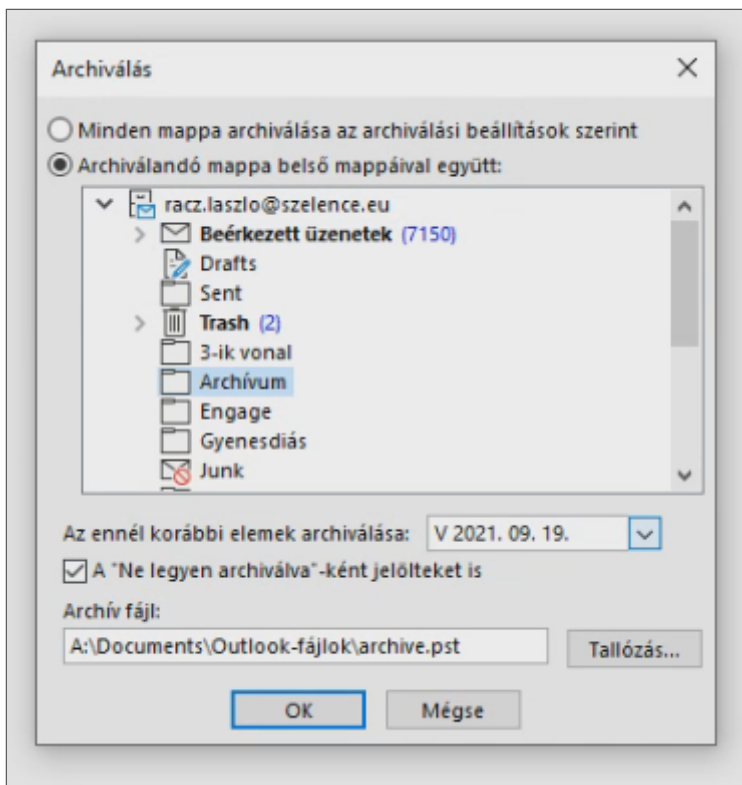 Archiválás
Minden mappa archiválása az archiválási beállítások szerint
Archiválandó mappa belső mappáival együtt:
racz.laszlo@szelence.eu
Beérkezett üzenetek (7150)
Drafts
Sent
Trash (2)
3-ik vonal
Archívum
Engage
Gyenesdiás
Junk
Az ennél korábbi elemek archiválása: V 2021. 09. 19.
A "Ne legyen archiválva"-ként jelölteket is
Archív fájl:
A:\Documents\Outlook-fájlok\archive.pst Tallózás...
OK Mégse